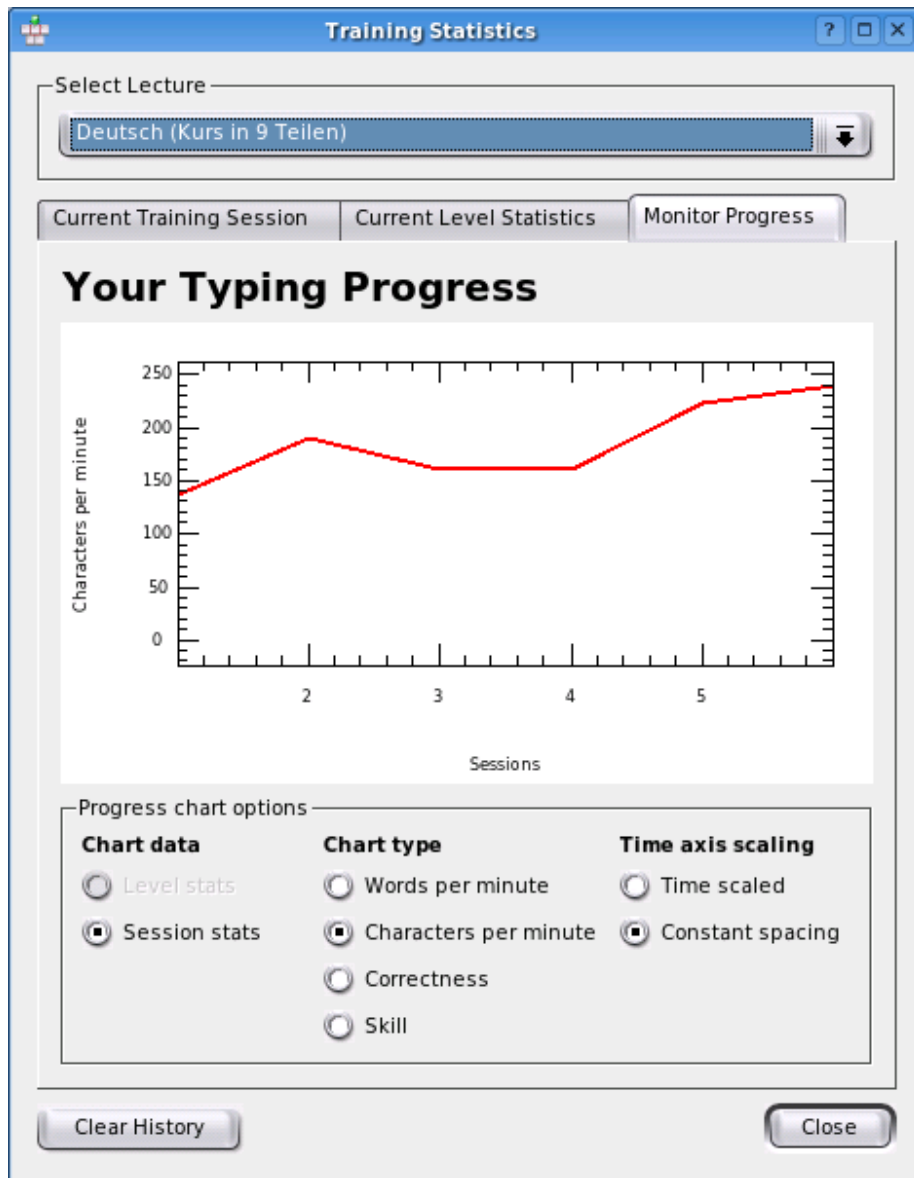 Training Statistics
Select Lecture
Deutsch (Kurs in 9 Teilen)
Current Training Session Current Level Statistics Monitor Progress
Your Typing Progress
Characters per minute
250
200
150
100
50
0
2 3 4 5
Sessions
Progress chart options
Chart data Chart type Time axis scaling
Level stats Words per minute Time scaled
Session stats Characters per minute Constant spacing
Correctness
Skill
Clear History Close